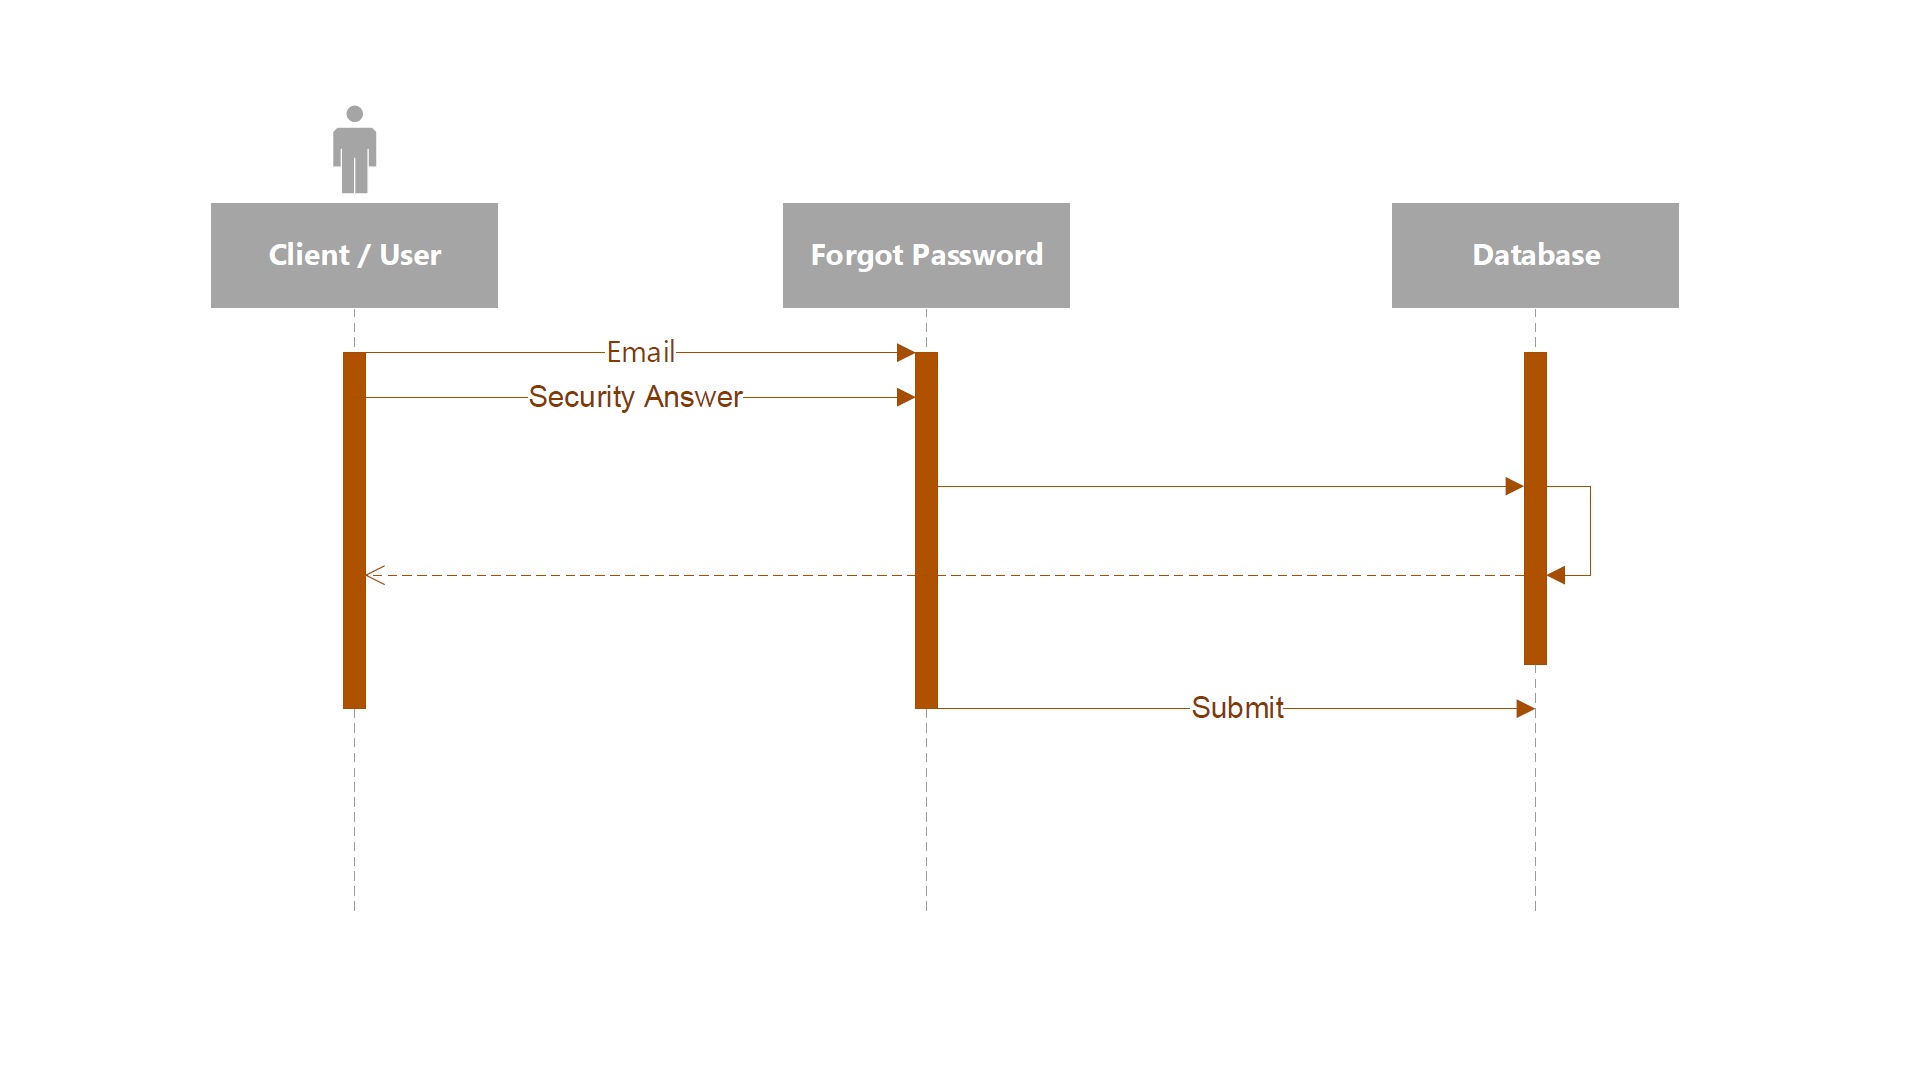 Client / User
Forgot Password
Database
Email
Security Answer
Submit